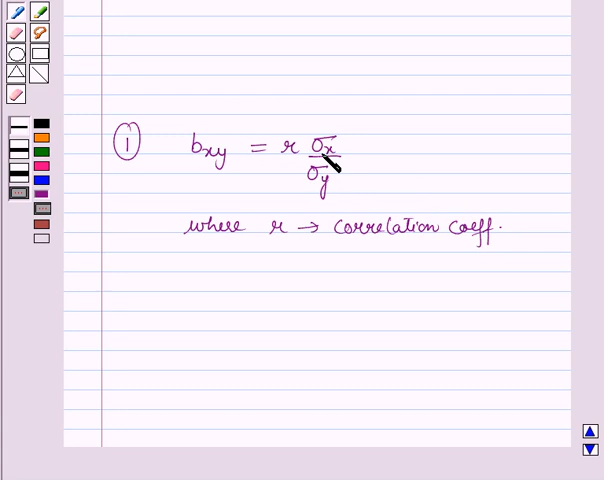 ① bxy = r σx/σy
where r → correlation coeff.